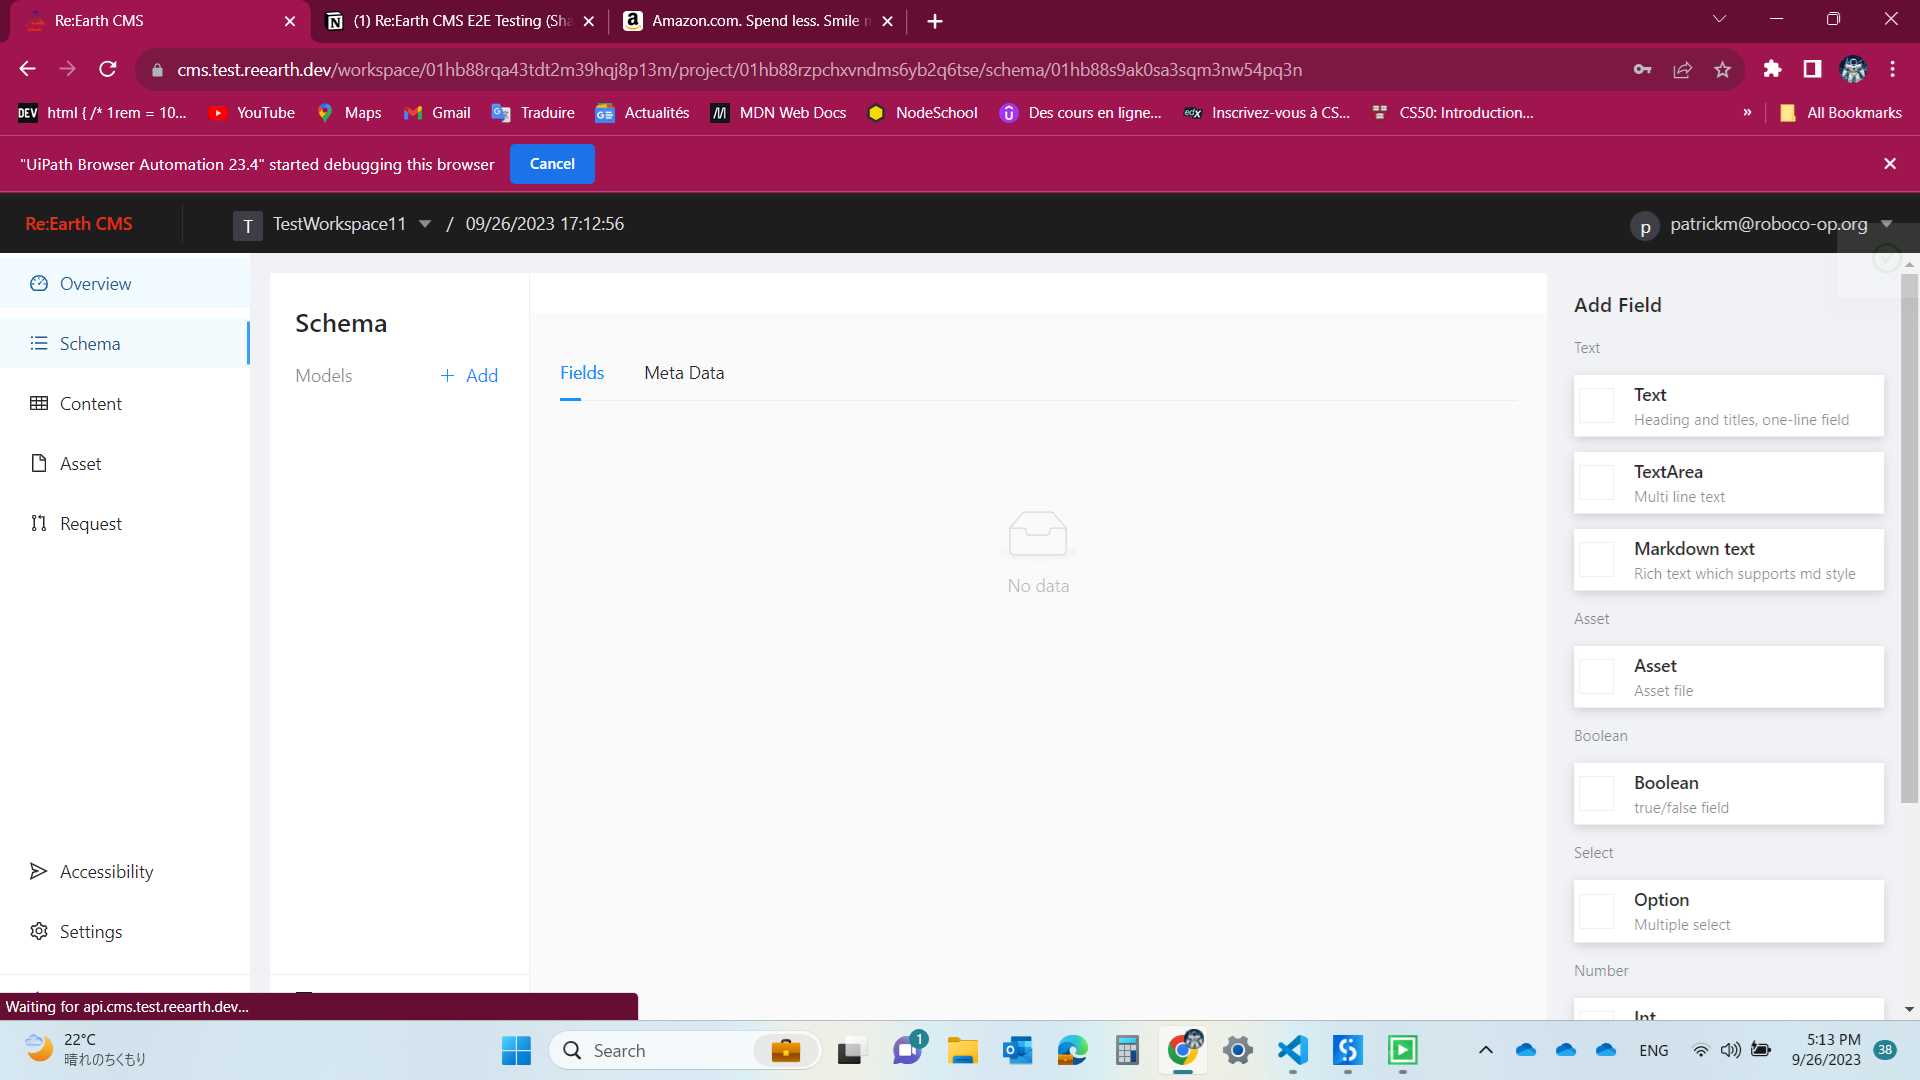 Re:Earth CMS
(1) Re:Earth CMS E2E Testing (Sha
Amazon.com. Spend less. Smile m
cms.test.reearth.dev/workspace/01hb88rqa43tdt2m39hqj8p13m/project/01hb88rzpchxvndms6yb2q6tse/schema/01hb88s9ak0sa3sqm3nw54pq3n
DEV html { /* 1rem = 10... YouTube Maps Gmail Traduire Actualités MDN Web Docs NodeSchool Des cours en ligne... edX Inscrivez-vous à CS... CS50: Introduction... » All Bookmarks
"UiPath Browser Automation 23.4" started debugging this browser Cancel
Re:Earth CMS T TestWorkspace11 / 09/26/2023 17:12:56 p patrickm@roboco-op.org
Overview
Schema
Content
Asset
Request
Accessibility
Settings
Schema
Models + Add
Fields Meta Data
No data
Add Field
Text
Text
Heading and titles, one-line field
TextArea
Multi line text
Markdown text
Rich text which supports md style
Asset
Asset
Asset file
Boolean
Boolean
true/false field
Select
Option
Multiple select
Number
Int
Waiting for api.cms.test.reearth.dev...
22°C
晴れのちくもり
Search
1
ENG
5:13 PM
9/26/2023
38